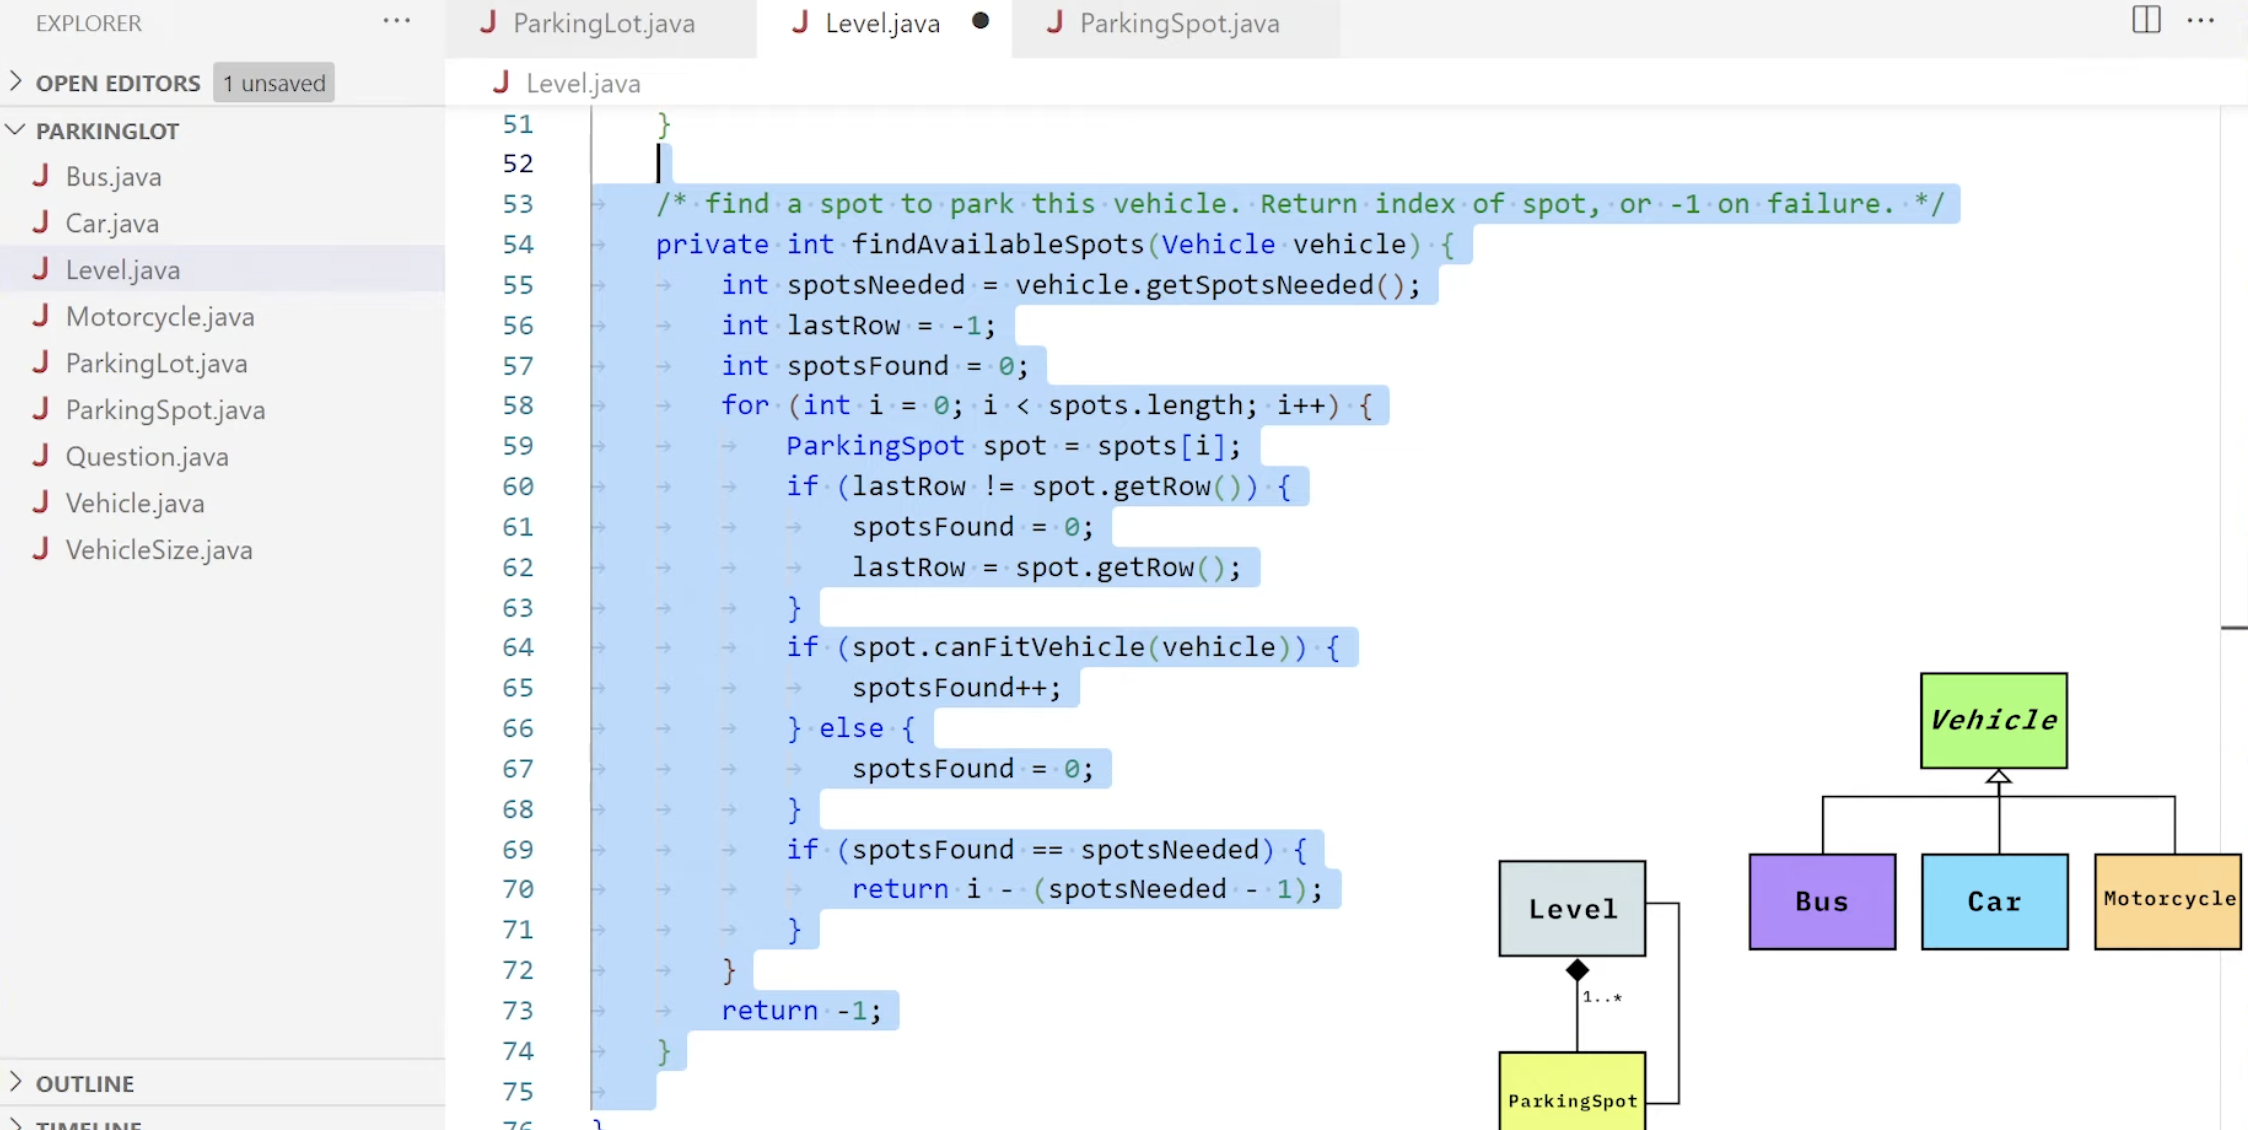 EXPLORER
ParkingLot.java
Level.java
ParkingSpot.java
OPEN EDITORS 1 unsaved
Level.java
PARKINGLOT
Bus.java
Car.java
Level.java
Motorcycle.java
ParkingLot.java
ParkingSpot.java
Question.java
Vehicle.java
VehicleSize.java
OUTLINE
TIMELINE
51 }
52
53 /* find a spot to park this vehicle. Return index of spot, or -1 on failure. */
54 private int findAvailableSpots(Vehicle vehicle) {
55 int spotsNeeded = vehicle.getSpotsNeeded();
56 int lastRow = -1;
57 int spotsFound = 0;
58 for (int i = 0; i < spots.length; i++) {
59 ParkingSpot spot = spots[i];
60 if (lastRow != spot.getRow()) {
61 spotsFound = 0;
62 lastRow = spot.getRow();
63 }
64 if (spot.canFitVehicle(vehicle)) {
65 spotsFound++;
66 } else {
67 spotsFound = 0;
68 }
69 if (spotsFound == spotsNeeded) {
70 return i - (spotsNeeded - 1);
71 }
72 }
73 return -1;
74 }
75
76 }
Vehicle
Bus
Car
Motorcycle
Level
1..*
ParkingSpot